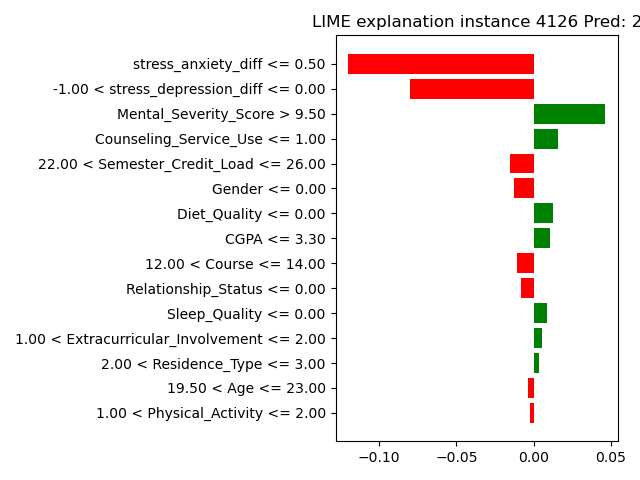 LIME explanation instance 4126 Pred: 2
stress_anxiety_diff <= 0.50
-1.00 < stress_depression_diff <= 0.00
Mental_Severity_Score > 9.50
Counseling_Service_Use <= 1.00
22.00 < Semester_Credit_Load <= 26.00
Gender <= 0.00
Diet_Quality <= 0.00
CGPA <= 3.30
12.00 < Course <= 14.00
Relationship_Status <= 0.00
Sleep_Quality <= 0.00
1.00 < Extracurricular_Involvement <= 2.00
2.00 < Residence_Type <= 3.00
19.50 < Age <= 23.00
1.00 < Physical_Activity <= 2.00
−0.10 −0.05 0.00 0.05